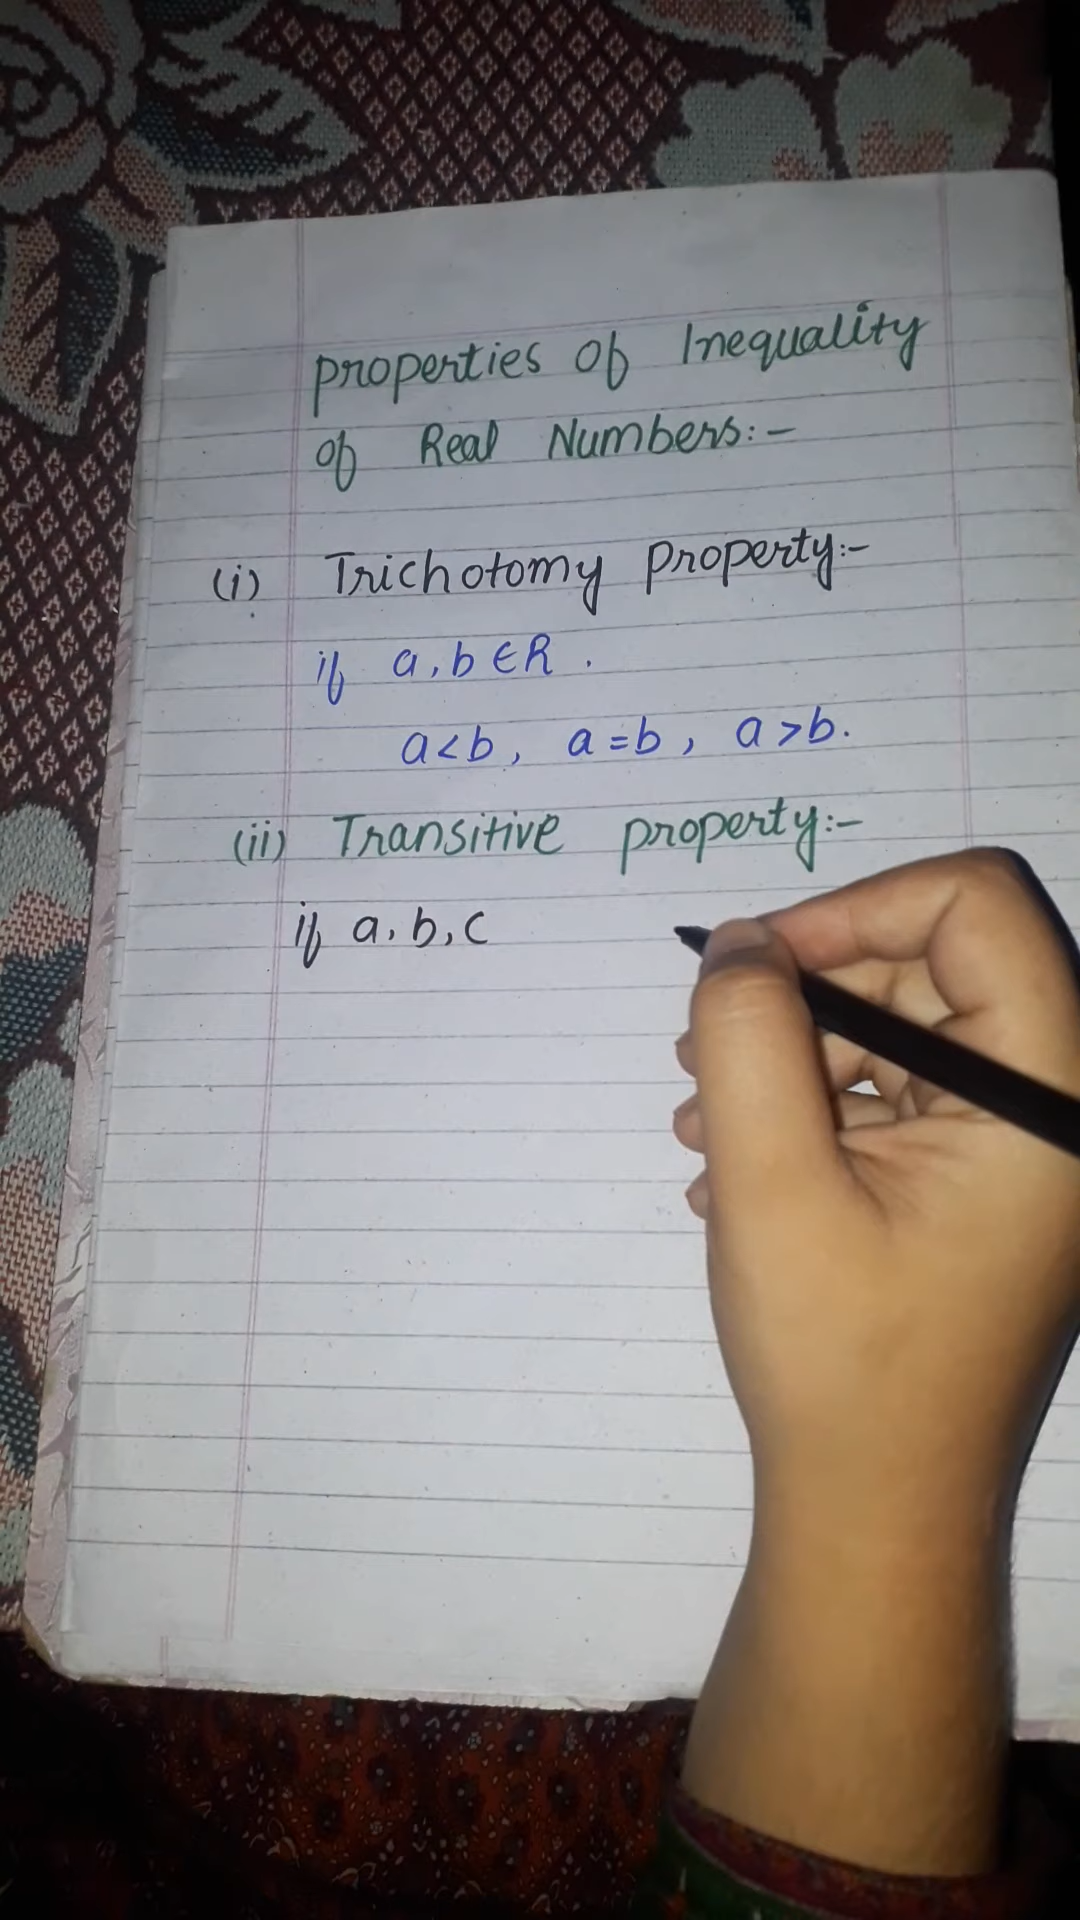 properties of Inequality
of Real Numbers:-
(i) Trichotomy property:-
if a, b ∈ R .
a < b , a = b , a > b .
(ii) Transitive property:-
if a, b, c